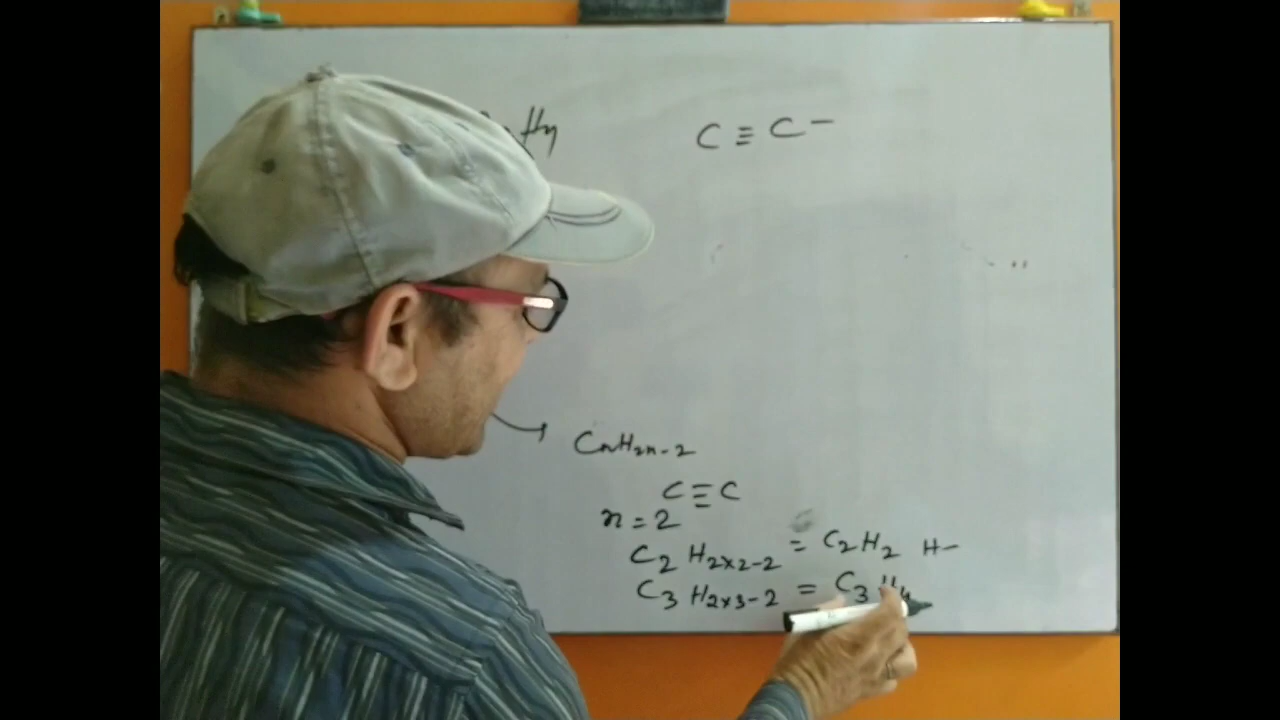 C ≡ C –
CnH2n-2
C ≡ C
n = 2
C2 H2x2-2 = C2H2 H–
C3 H2x3-2 = C3 H4